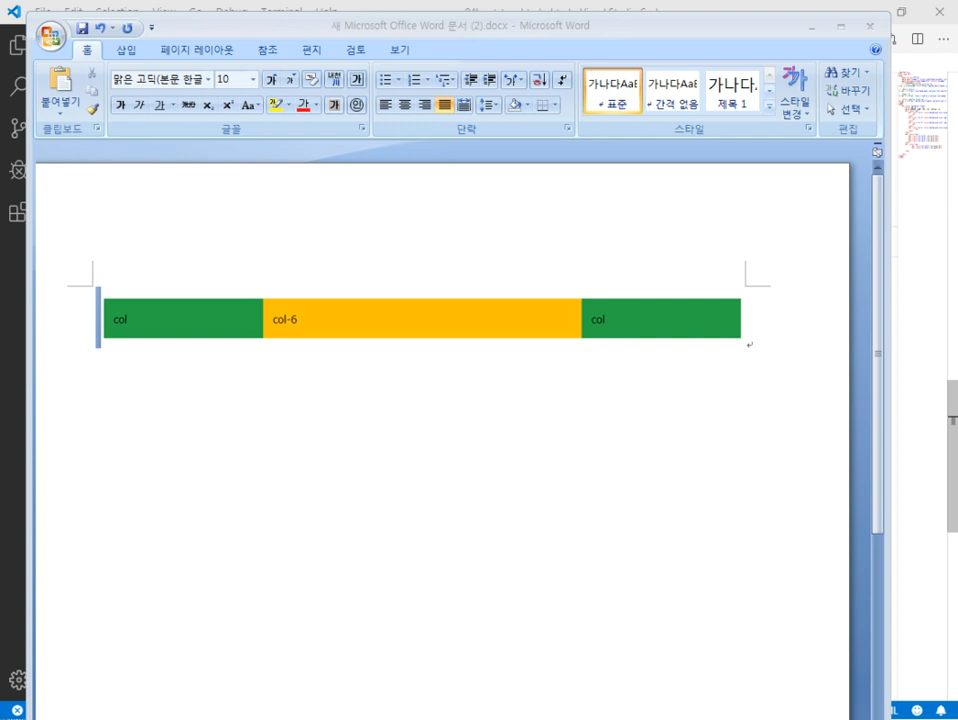 새 Microsoft Office Word 문서 (2).docx - Microsoft Word
홈 삽입 페이지 레이아웃 참조 편지 검토 보기
맑은 고딕(본문 한글 10
가나다AaB 가나다AaB 가나다.
찾기
바꾸기
붙여넣기
표준 간격 없음 제목 1
스타일
변경
선택
클립보드 글꼴 단락 스타일 편집
col col-6 col